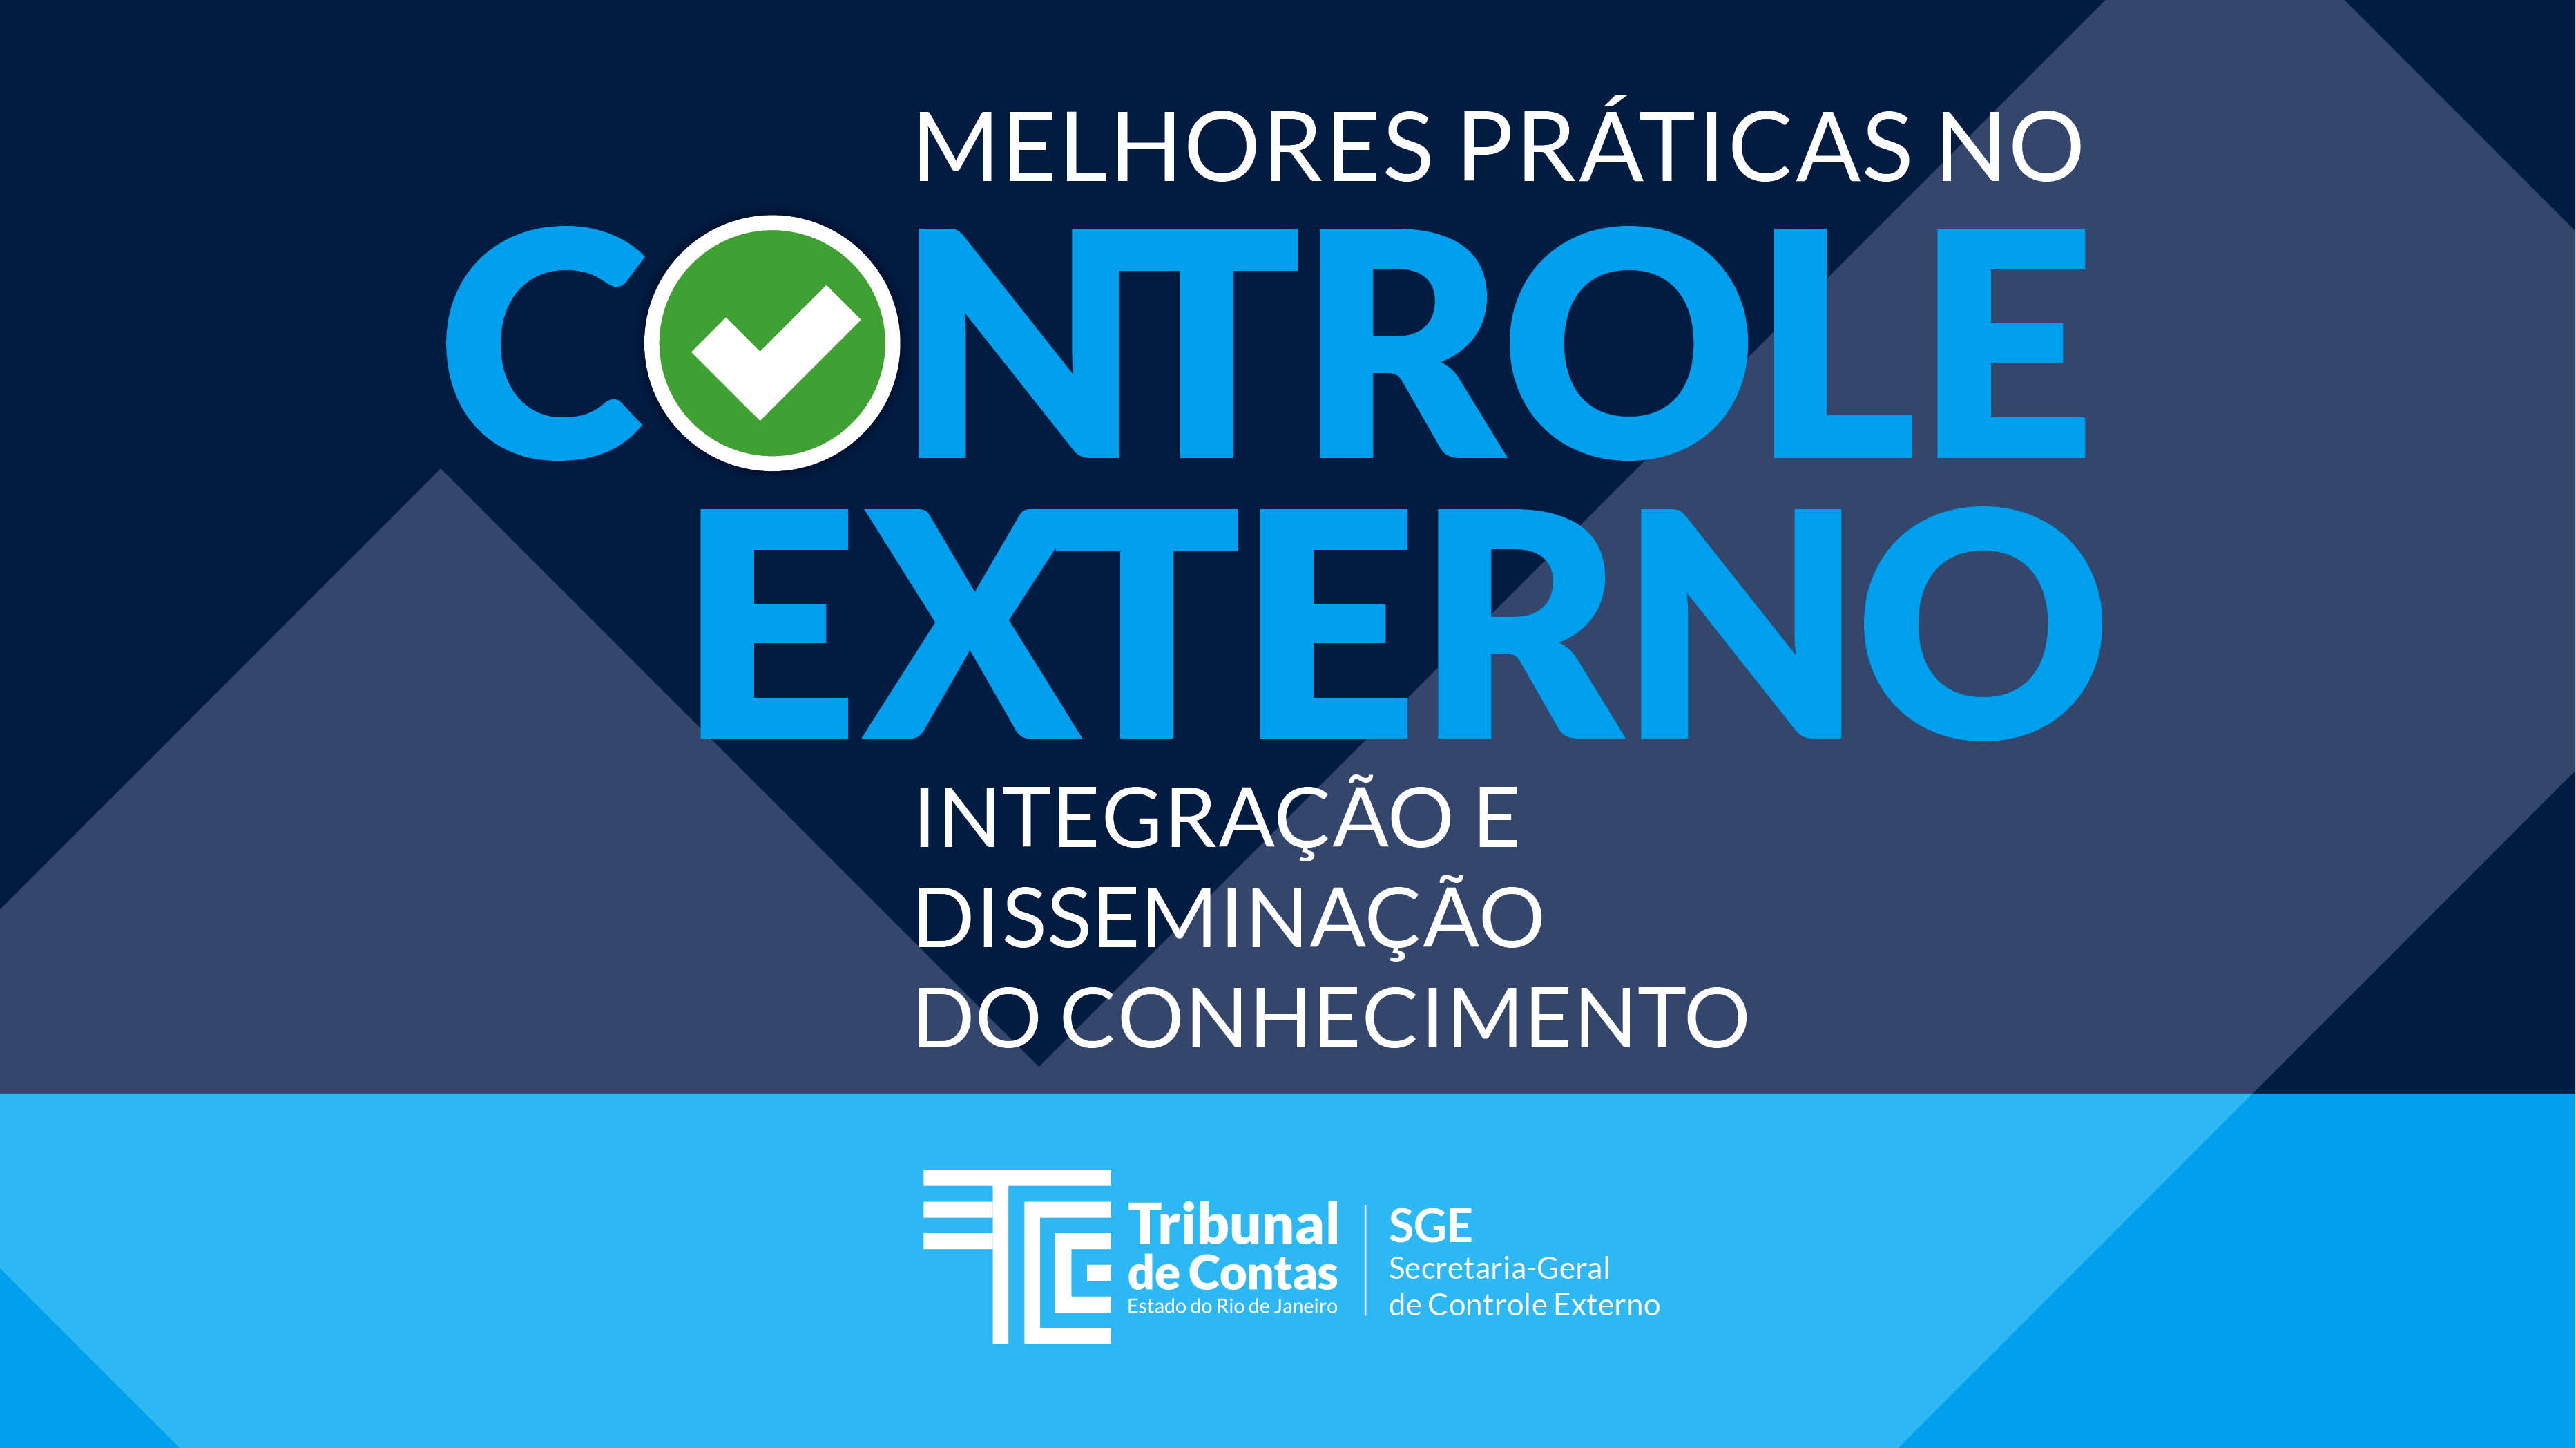 MELHORES PRÁTICAS NO
CONTROLE
EXTERNO
INTEGRAÇÃO E
DISSEMINAÇÃO
DO CONHECIMENTO
TCE
Tribunal
de Contas
Estado do Rio de Janeiro
SGE
Secretaria-Geral
de Controle Externo